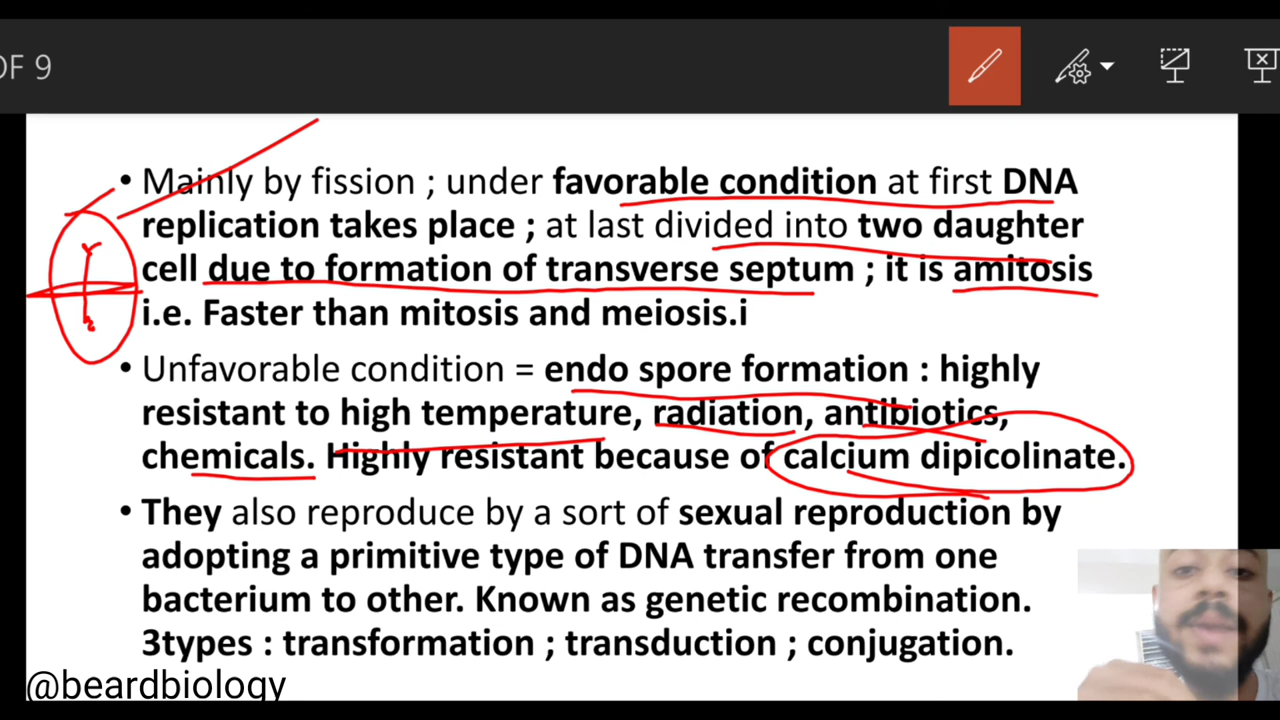 OF 9
• Mainly by fission ; under favorable condition at first DNA
replication takes place ; at last divided into two daughter
cell due to formation of transverse septum ; it is amitosis
i.e. Faster than mitosis and meiosis.i
• Unfavorable condition = endo spore formation : highly
resistant to high temperature, radiation, antibiotics,
chemicals. Highly resistant because of calcium dipicolinate.
• They also reproduce by a sort of sexual reproduction by
adopting a primitive type of DNA transfer from one
bacterium to other. Known as genetic recombination.
3types : transformation ; transduction ; conjugation.
@beardbiology